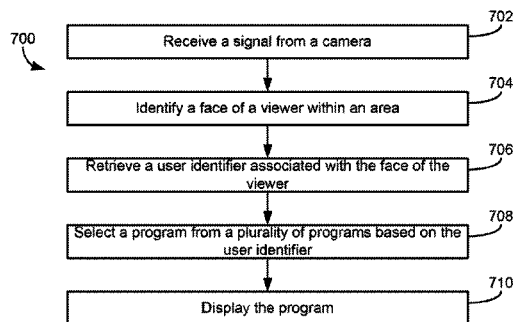 700
702
Receive a signal from a camera
704
Identify a face of a viewer within an area
706
Retrieve a user identifier associated with the face of the
viewer
708
Select a program from a plurality of programs based on the
user identifier
710
Display the program